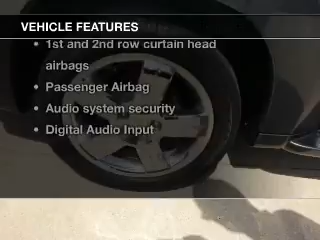 VEHICLE FEATURES
• 1st and 2nd row curtain head
airbags
• Passenger Airbag
• Audio system security
• Digital Audio Input